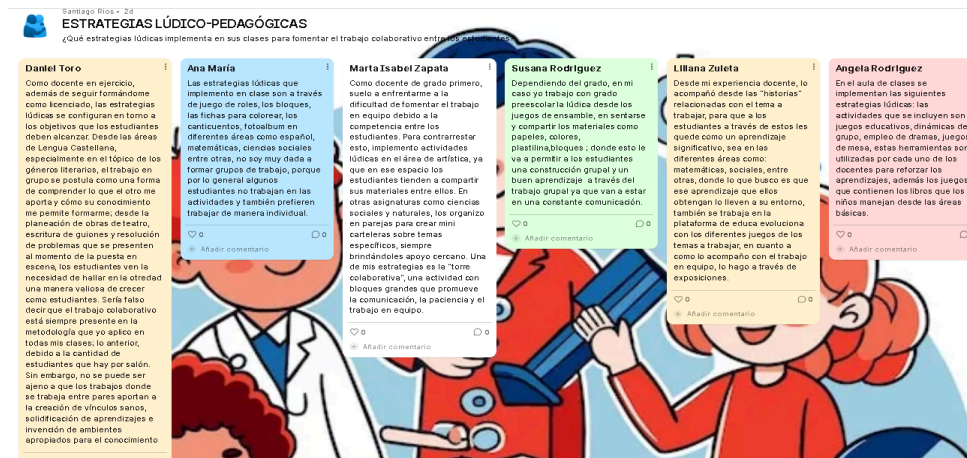 Santiago Rios • 2d
ESTRATEGIAS LÚDICO-PEDAGÓGICAS
¿Qué estrategias lúdicas implementa en sus clases para fomentar el trabajo colaborativo entre los estudiantes?
Daniel Toro
Como docente en ejercicio,
además de seguir formándome
como licenciado, las estrategias
lúdicas se configuran en torno a
los objetivos que los estudiantes
deben alcanzar. Desde las áreas
de Lengua Castellana,
especialmente en el tópico de los
géneros literarios, el trabajo en
grupo se postula como una forma
de comprender lo que el otro me
aporta y cómo su conocimiento
me permite formarme; desde la
planeación de obras de teatro,
escritura de guiones y resolución
de problemas que se presenten
al momento de la puesta en
escena, los estudiantes ven la
necesidad de hallar en la otredad
una manera valiosa de crecer
como estudiantes. Sería falso
decir que el trabajo colaborativo
está siempre presente en la
metodología que yo aplico en
todas mis clases; lo anterior,
debido a la cantidad de
estudiantes que hay por salón.
Sin embargo, no se puede ser
ajeno a que los trabajos donde
se trabaja entre pares aportan a
la creación de vínculos sanos,
solidificación de aprendizajes e
invención de ambientes
apropiados para el conocimiento
Ana María
Las estrategias lúdicas que
implemento en clase son a través
de juego de roles, los bloques,
las fichas para colorear, los
canticuentos, fotoalbum en
diferentes áreas como español,
matemáticas, ciencias sociales
entre otras, no soy muy dada a
formar grupos de trabajo, porque
por lo general algunos
estudiantes no trabajan en las
actividades y también prefieren
trabajar de manera individual.
0 0
Añadir comentario
Marta Isabel Zapata
Como docente de grado primero,
suelo a enfrentarme a la
dificultad de fomentar el trabajo
en equipo debido a la
competencia entre los
estudiantes. Para contrarrestar
esto, implemento actividades
lúdicas en el área de artística, ya
que en ese espacio los
estudiantes tienden a compartir
sus materiales entre ellos. En
otras asignaturas como ciencias
sociales y naturales, los organizo
en parejas para crear mini
carteleras sobre temas
específicos, siempre
brindándoles apoyo cercano. Una
de mis estrategias es la "torre
colaborativa", una actividad con
bloques grandes que promueve
la comunicación, la paciencia y el
trabajo en equipo.
0 0
Añadir comentario
Susana Rodríguez
Dependiendo del grado, en mi
caso yo trabajo con grado
preescolar la lúdica desde los
juegos de ensamble, en sentarse
y compartir los materiales como
papeles, colores,
plastilina,bloques ; donde esto le
va a permitir a los estudiantes
una construcción grupal y un
buen aprendizaje  a través del
trabajo grupal ya que van a estar
en una constante comunicación.
0 0
Añadir comentario
Liliana Zuleta
Desde mi experiencia docente, lo
acompañó desde las "historias"
relacionadas con el tema a
trabajar, para que a los
estudiantes a través de estos les
quede como un aprendizaje
significativo, sea en las
diferentes áreas como:
matemáticas, sociales, entre
otras, donde lo que busco es que
ese aprendizaje que ellos
obtengan lo lleven a su entorno,
también se trabaja en la
plataforma de educa evoluciona
con los diferentes juegos de los
temas a trabajar, en cuanto a
como lo acompaño con el trabajo
en equipo, lo hago a través de
exposiciones.
0 0
Añadir comentario
Angela Rodríguez
En el aula de clases se
implementan las siguientes
estrategias lúdicas: las
actividades que se incluyen son
juegos educativos, dinámicas de
grupo, empleo de dramas, juego
de mesa, estas herramientas son
utilizadas por cada uno de los
docentes para reforzar los
aprendizajes, además los juegos
que contienen los libros que los
niños manejan desde las áreas
básicas.
0
Añadir comentario